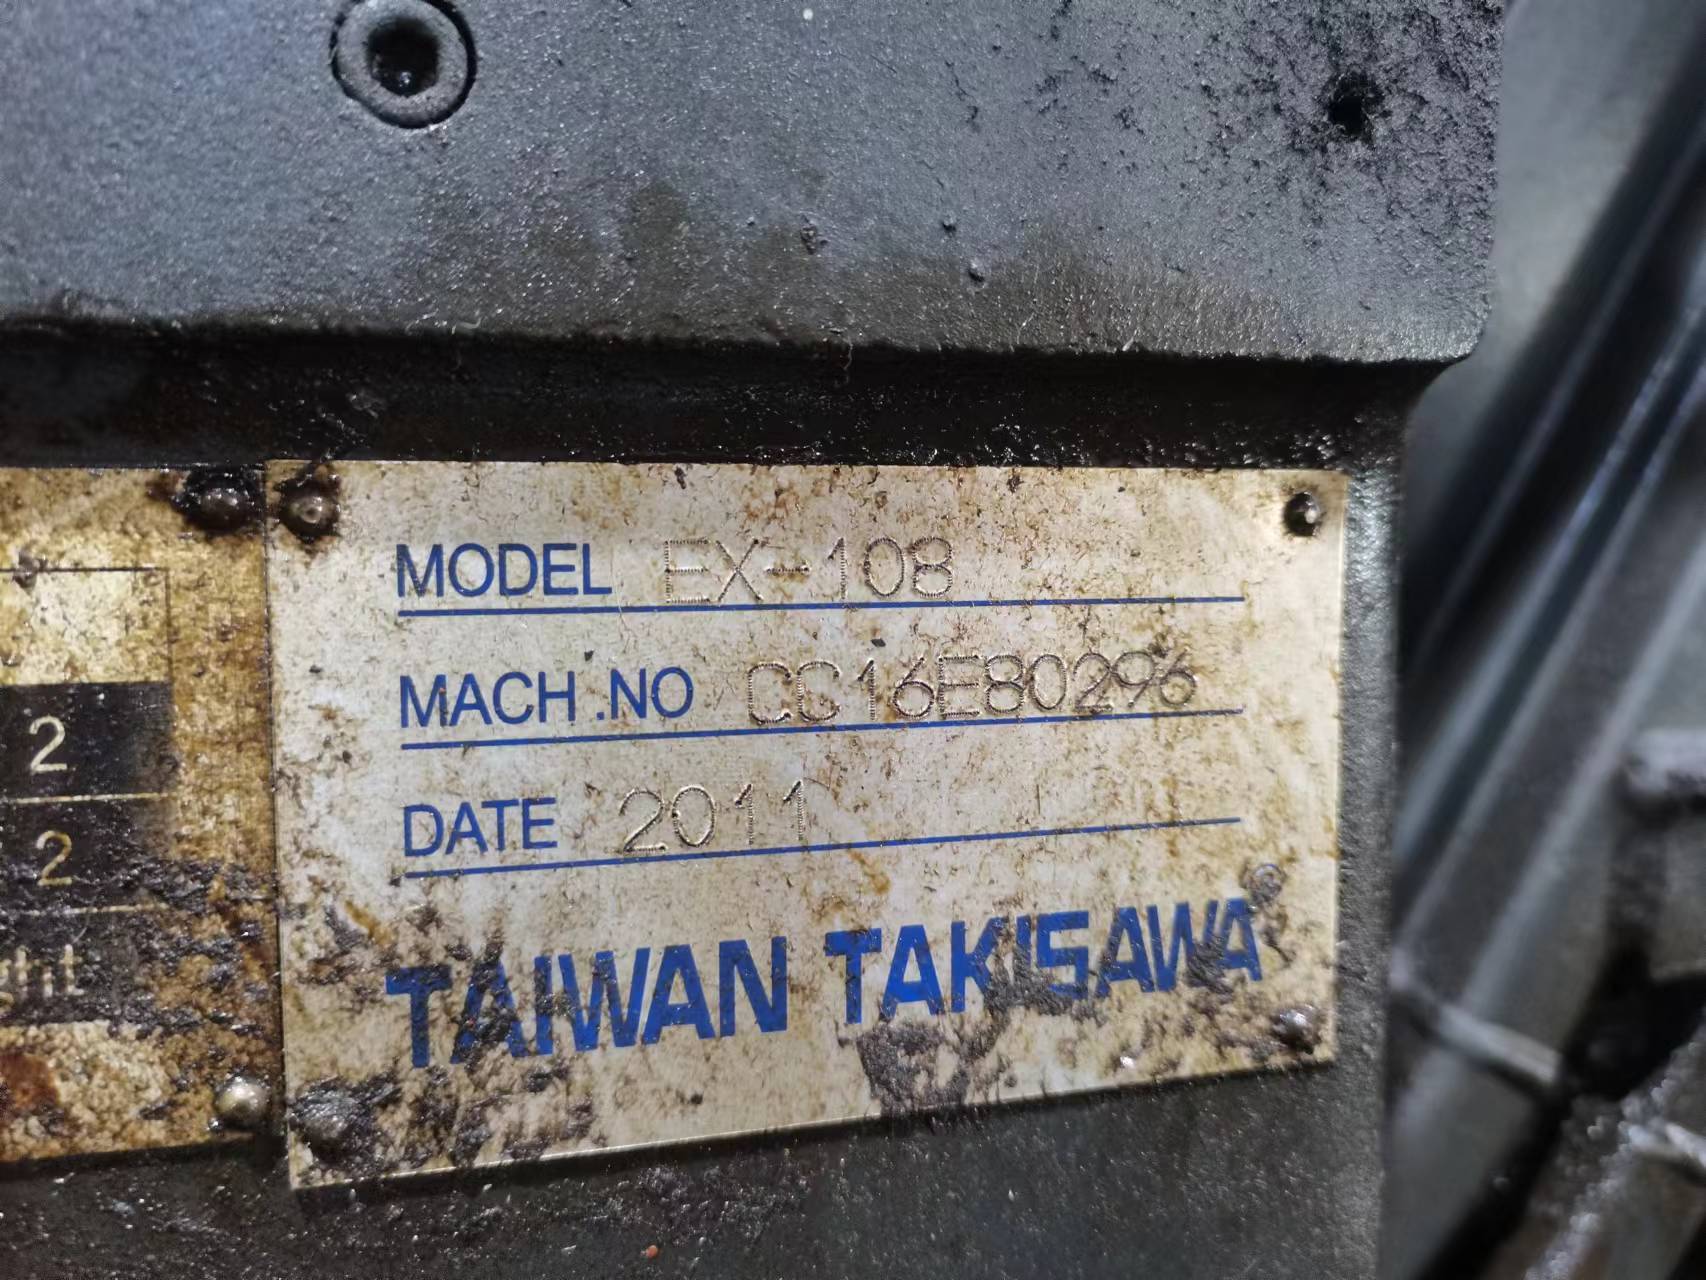 MODEL EX-108
MACH.NO CC16E80296
DATE 2011
TAIWAN TAKISAWA®
2
2